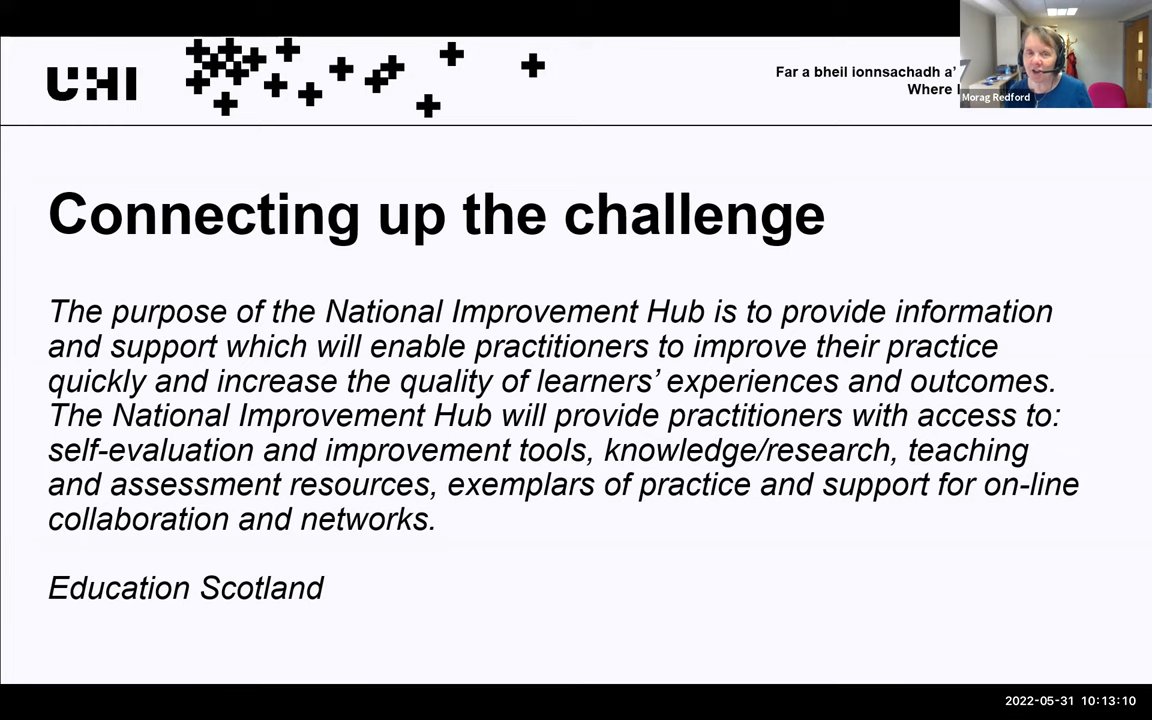 UHI
Far a bheil ionnsachadh a'
Where
Morag Redford
Connecting up the challenge
The purpose of the National Improvement Hub is to provide information
and support which will enable practitioners to improve their practice
quickly and increase the quality of learners’ experiences and outcomes.
The National Improvement Hub will provide practitioners with access to:
self-evaluation and improvement tools, knowledge/research, teaching
and assessment resources, exemplars of practice and support for on-line
collaboration and networks.
Education Scotland
2022-05-31 10:13:10